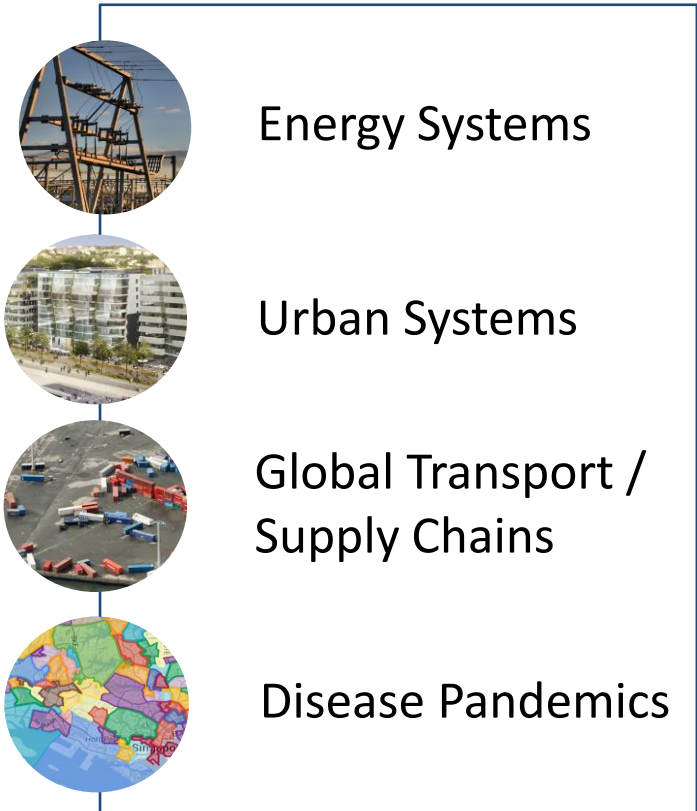 Energy Systems
Urban Systems
Global Transport /
Supply Chains
Disease Pandemics